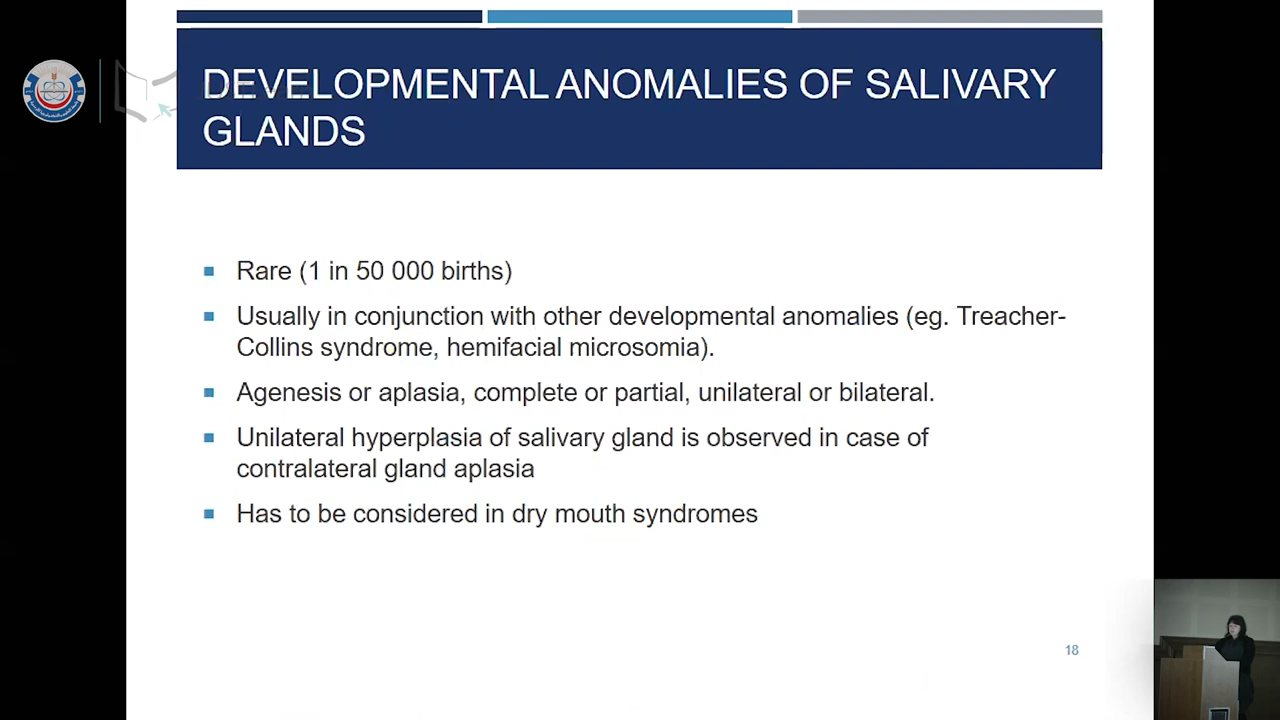 DEVELOPMENTAL ANOMALIES OF SALIVARY
GLANDS
Rare (1 in 50 000 births)
Usually in conjunction with other developmental anomalies (eg. Treacher-
Collins syndrome, hemifacial microsomia).
Agenesis or aplasia, complete or partial, unilateral or bilateral.
Unilateral hyperplasia of salivary gland is observed in case of
contralateral gland aplasia
Has to be considered in dry mouth syndromes
18